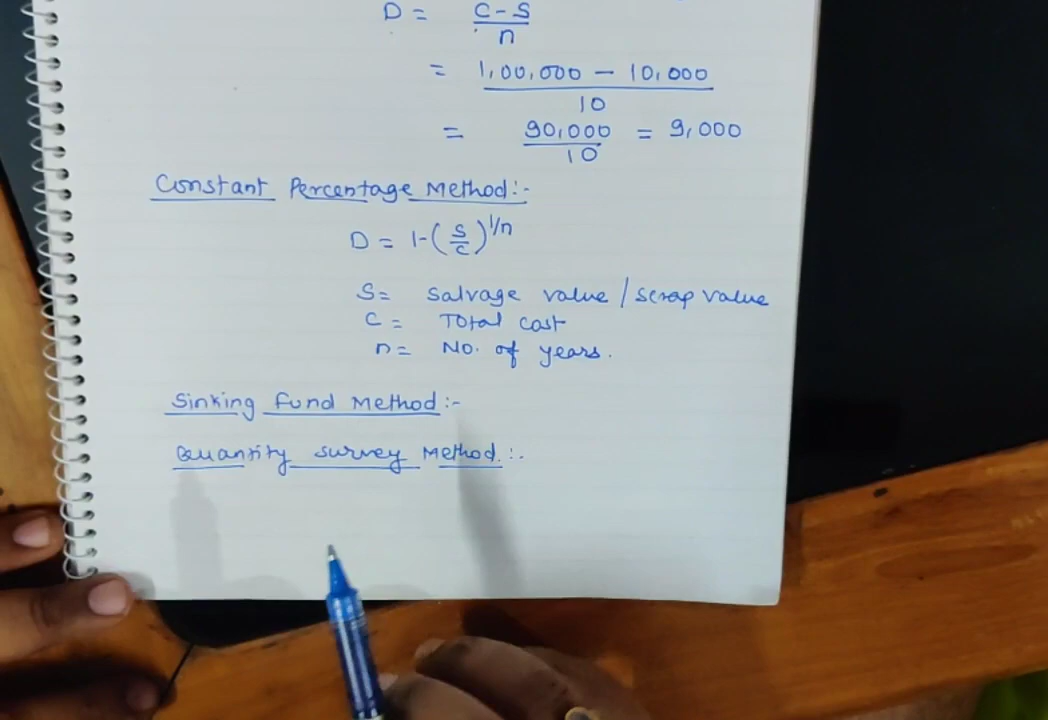 D = C-S/n
= 1,00,000 - 10,000/10
= 90,000/10 = 9,000
Constant Percentage Method:-
D = 1-(S/C)^1/n
S= Salvage value / Scrap value
C = Total cost
n= No. of years.
Sinking Fund Method:-
Quantity survey Method:-